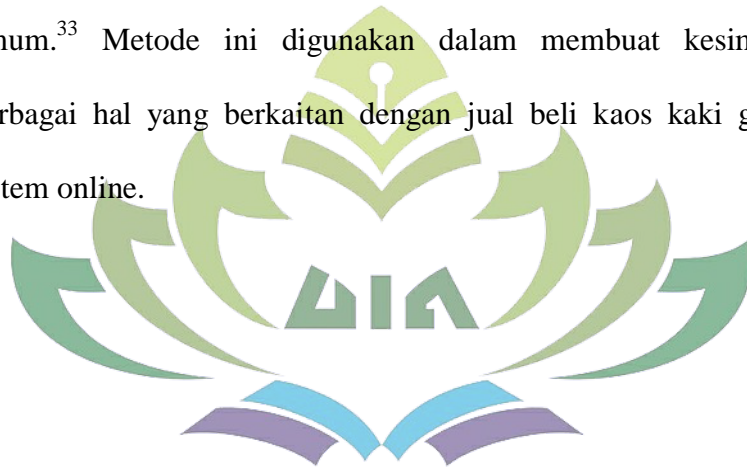 num.³³ Metode ini digunakan dalam membuat kesim
rbagai hal yang berkaitan dengan jual beli kaos kaki g
tem online.
UIN